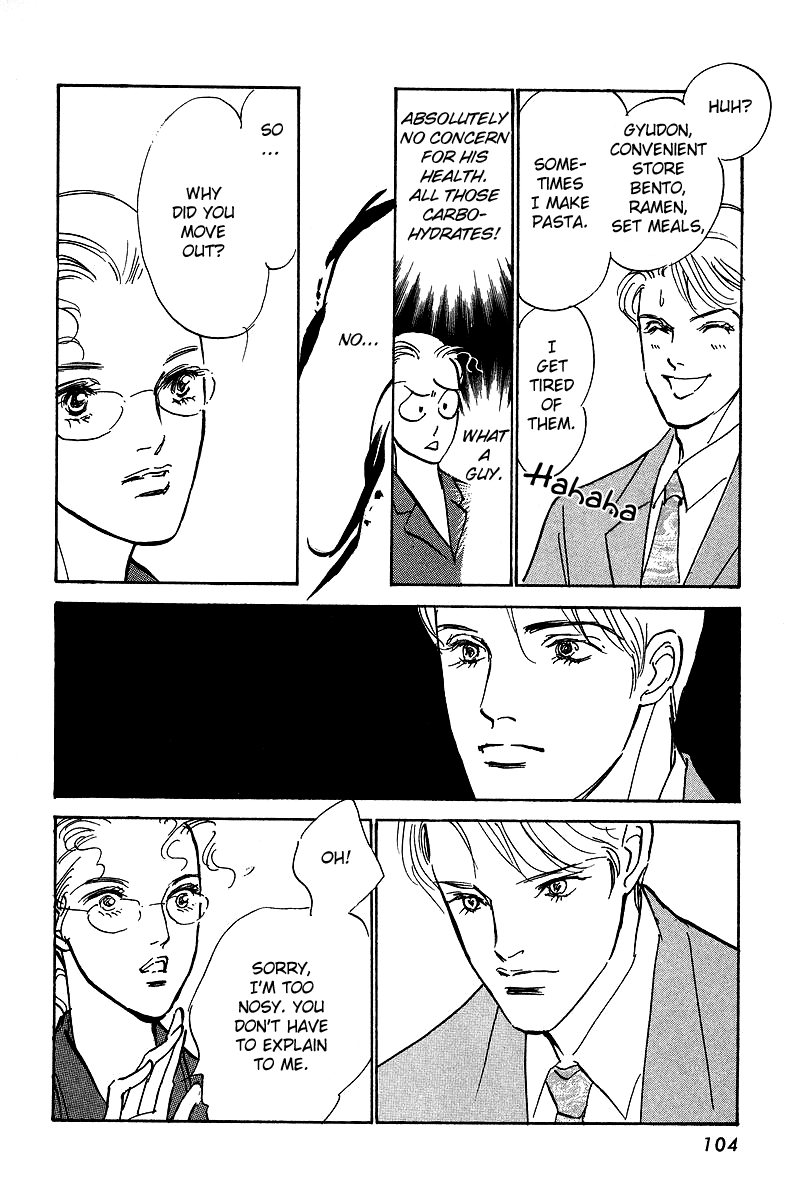 HUH?
GYUDON,
CONVENIENT
STORE
BENTO,
RAMEN,
SET MEALS,
SOME-
TIMES
I MAKE
PASTA.
I
GET
TIRED
OF
THEM.
Hahaha
ABSOLUTELY
NO CONCERN
FOR HIS
HEALTH.
ALL THOSE
CARBO-
HYDRATES!
WHAT
A
GUY.
NO...
SO
...
WHY
DID YOU
MOVE
OUT?
OH!
SORRY,
I'M TOO
NOSY. YOU
DON'T HAVE
TO EXPLAIN
TO ME.
104